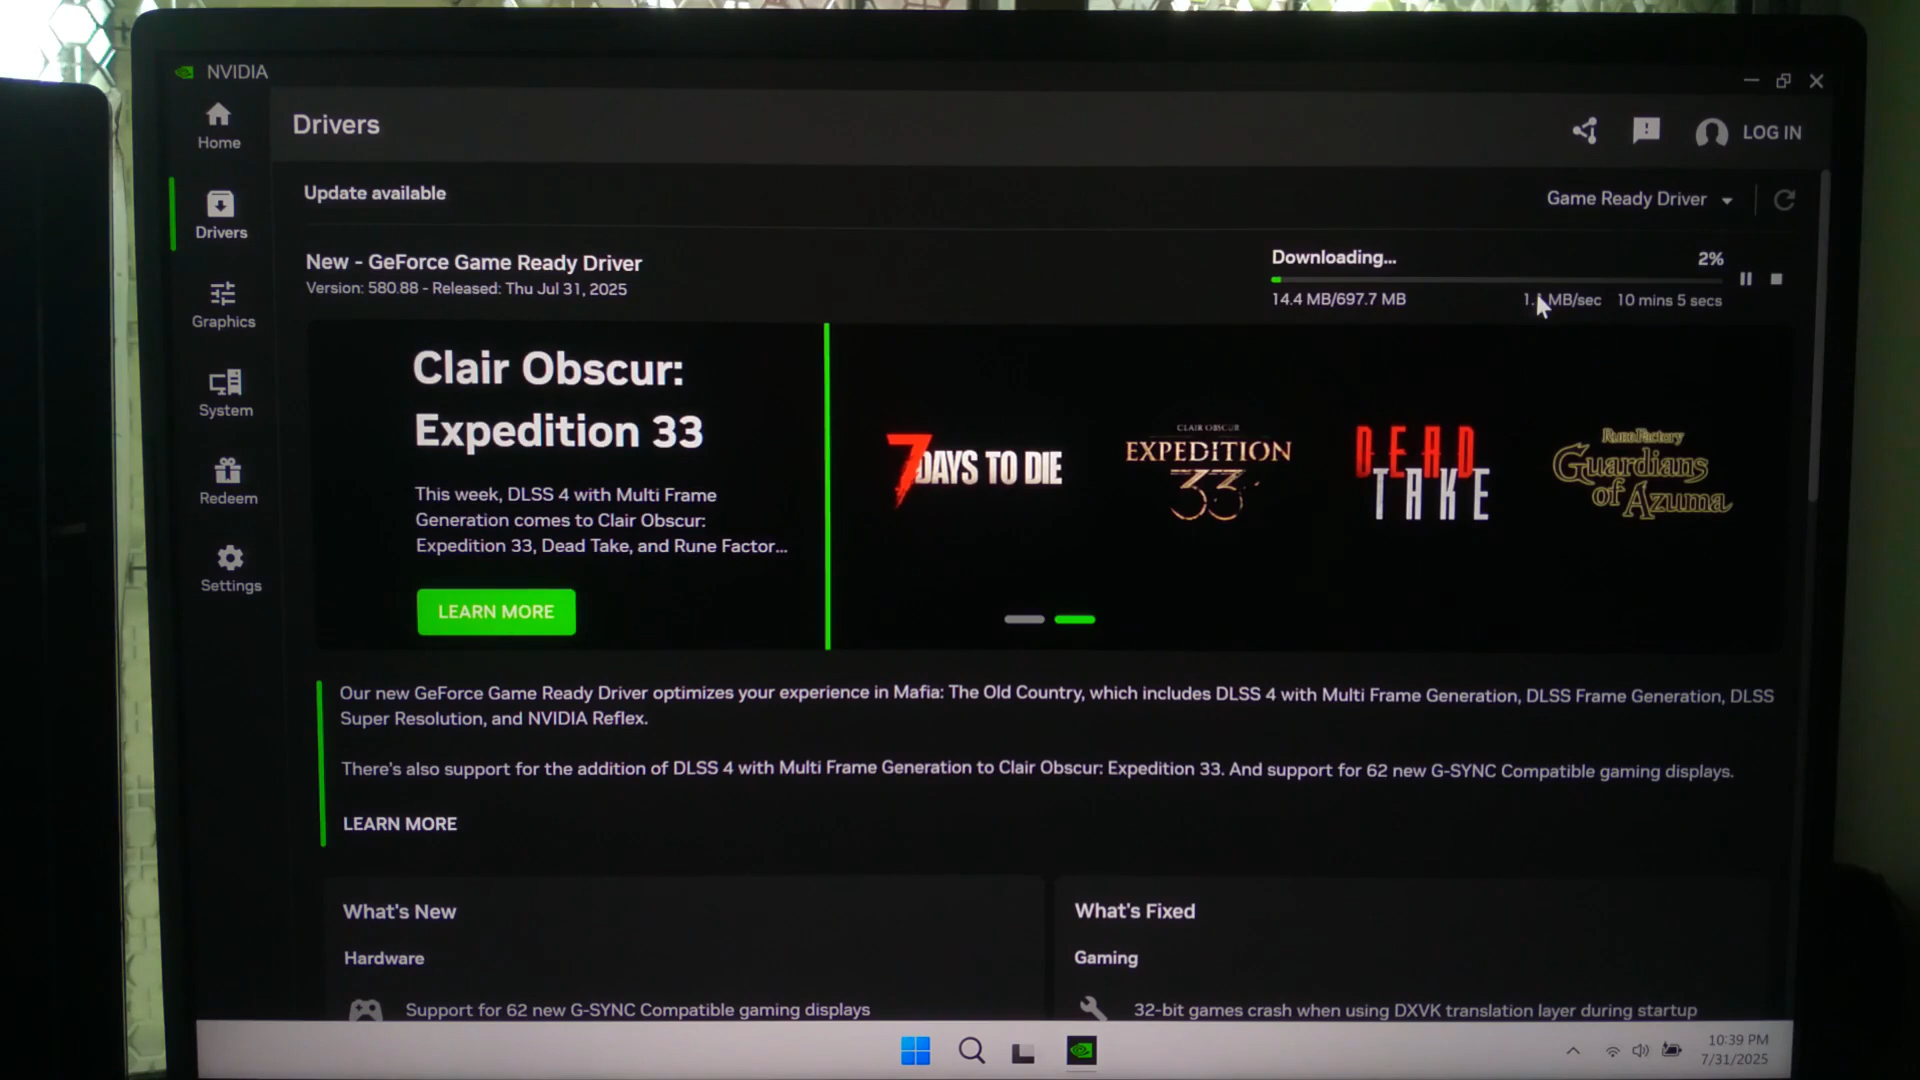 NVIDIA
Home
Drivers
Graphics
System
Redeem
Settings
Drivers
LOG IN
Update available
Game Ready Driver
New - GeForce Game Ready Driver
Version: 580.88 - Released: Thu Jul 31, 2025
Downloading...
2%
14.4 MB/697.7 MB
MB/sec
10 mins 5 secs
Clair Obscur:
Expedition 33
This week, DLSS 4 with Multi Frame
Generation comes to Clair Obscur:
Expedition 33, Dead Take, and Rune Factor...
LEARN MORE
7 DAYS TO DIE
CLAIR OBSCUR
EXPEDITION
33
DEAD
TAKE
Rune Factory
Guardians
of Azuma
Our new GeForce Game Ready Driver optimizes your experience in Mafia: The Old Country, which includes DLSS 4 with Multi Frame Generation, DLSS Frame Generation, DLSS
Super Resolution, and NVIDIA Reflex.
There's also support for the addition of DLSS 4 with Multi Frame Generation to Clair Obscur: Expedition 33. And support for 62 new G-SYNC Compatible gaming displays.
LEARN MORE
What's New
Hardware
Support for 62 new G-SYNC Compatible gaming displays
What's Fixed
Gaming
32-bit games crash when using DXVK translation layer during startup
10:39 PM
7/31/2025